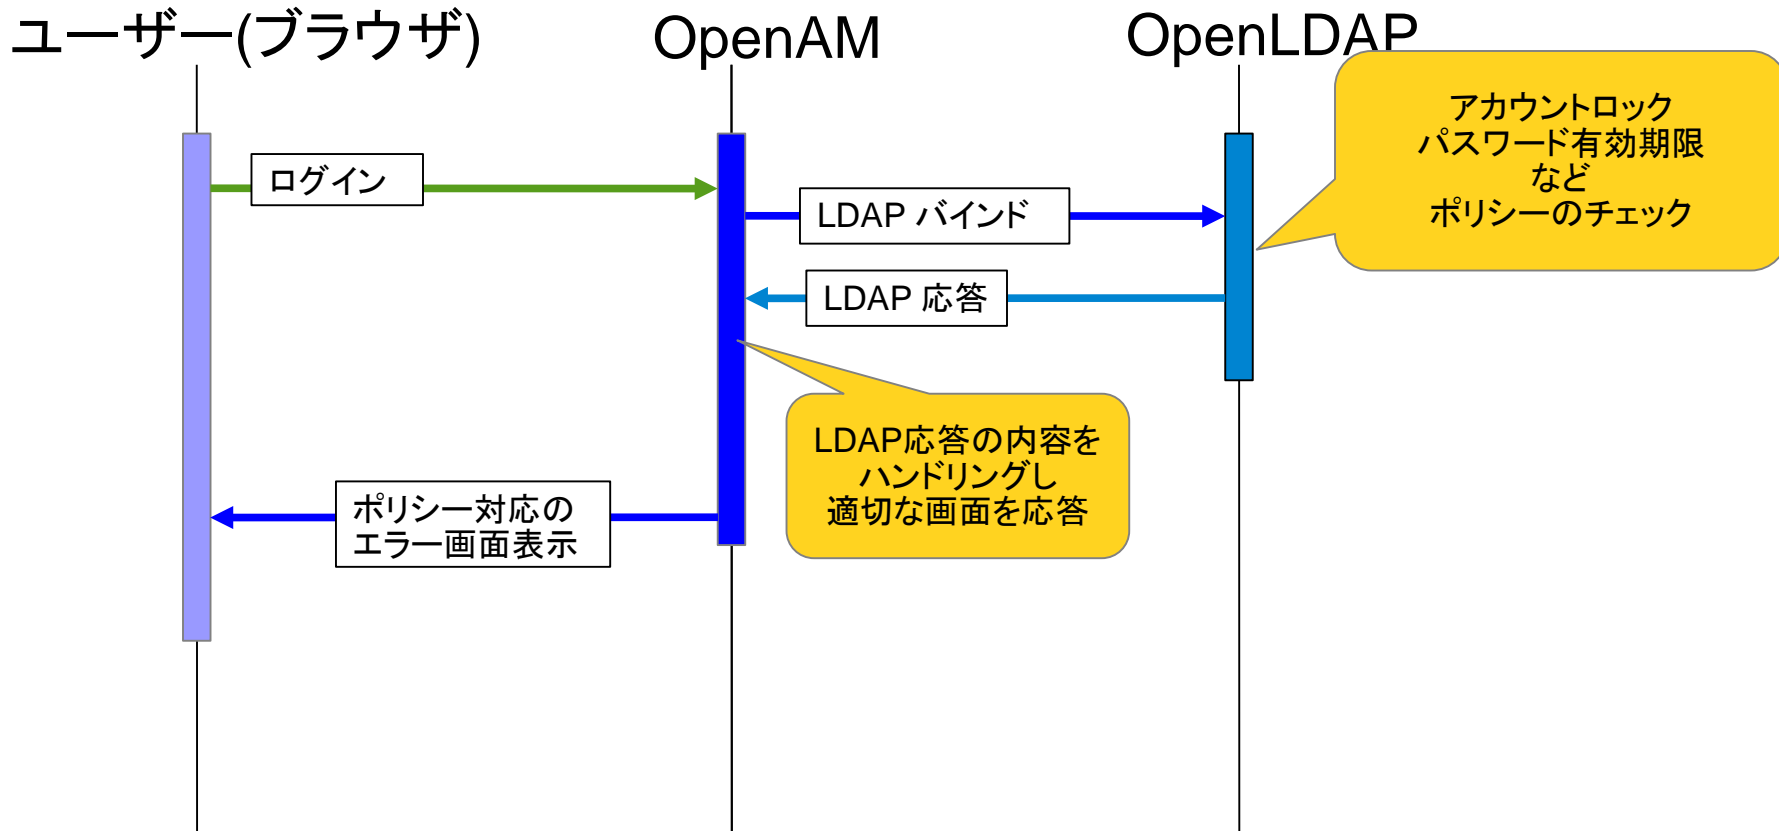 ユーザー(ブラウザ)
OpenAM
OpenLDAP
アカウントロック
パスワード有効期限
など
ポリシーのチェック
ログイン
LDAP バインド
LDAP 応答
LDAP応答の内容を
ハンドリングし
適切な画面を応答
ポリシー対応の
エラー画面表示